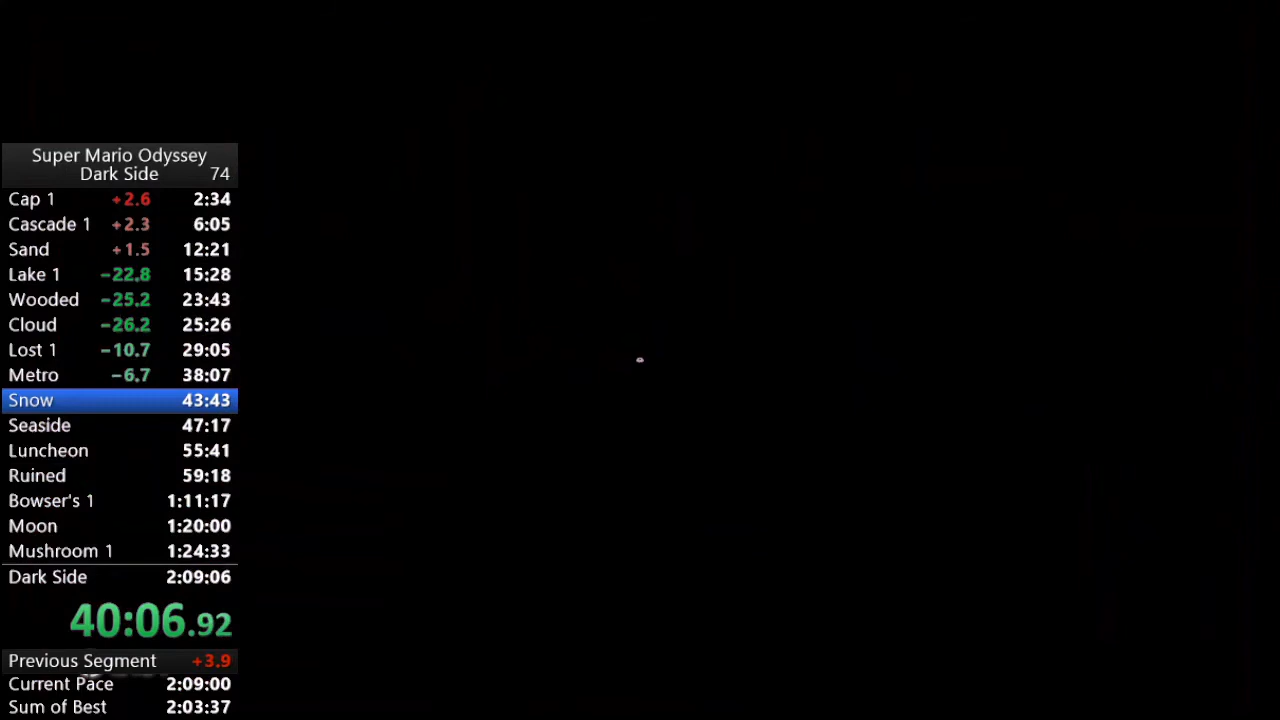 Super Mario Odyssey
Dark Side 74
Cap 1 +2.6 2:34
Cascade 1 +2.3 6:05
Sand +1.5 12:21
Lake 1 -22.8 15:28
Wooded -25.2 23:43
Cloud -26.2 25:26
Lost 1 -10.7 29:05
Metro -6.7 38:07
Snow 43:43
Seaside 47:17
Luncheon 55:41
Ruined 59:18
Bowser's 1 1:11:17
Moon 1:20:00
Mushroom 1 1:24:33
Dark Side 2:09:06
40:06.92
Previous Segment +3.9
Current Pace 2:09:00
Sum of Best 2:03:37